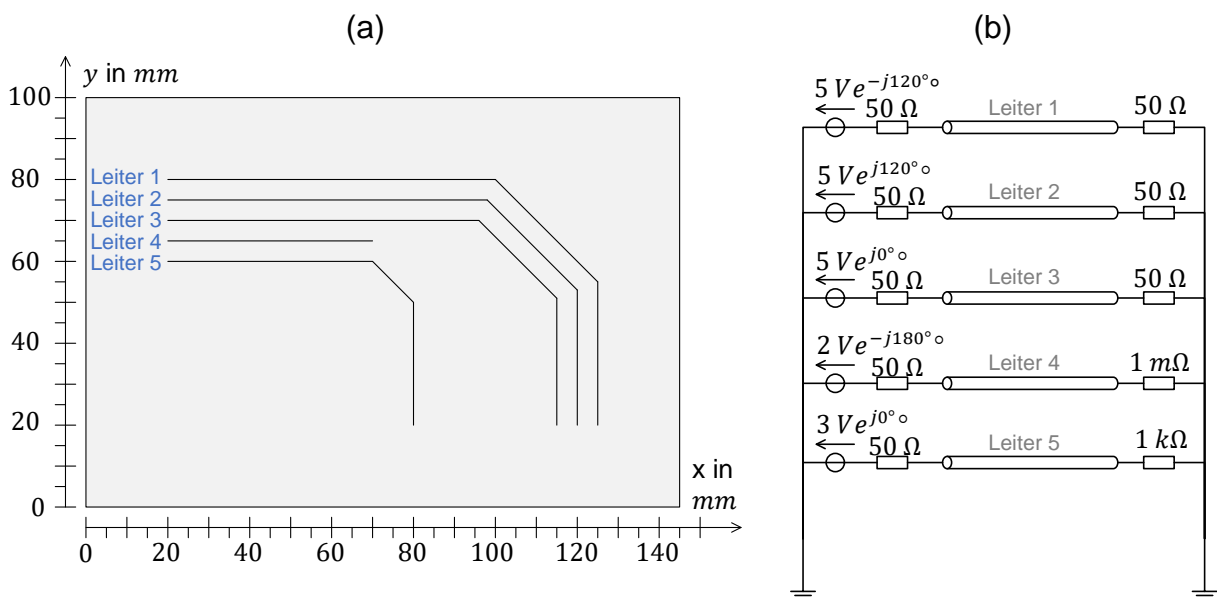 (a)
y in mm
100
80
60
40
20
0
Leiter 1
Leiter 2
Leiter 3
Leiter 4
Leiter 5
x in
mm
0 20 40 60 80 100 120 140
(b)
5 Ve^{-j120°}
50 Ω Leiter 1 50 Ω
5 Ve^{j120°}
50 Ω Leiter 2 50 Ω
5 Ve^{j0°}
50 Ω Leiter 3 50 Ω
2 Ve^{-j180°}
50 Ω Leiter 4 1 mΩ
3 Ve^{j0°}
50 Ω Leiter 5 1 kΩ